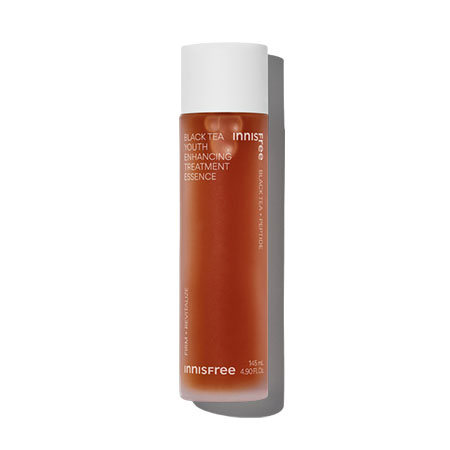 BLACK TEA
YOUTH
ENHANCING
TREATMENT
ESSENCE
INNISFree
BLACK TEA + PEPTIDE
FIRM + REVITALIZE
145 mL
4.90 FL.Oz.
INNISFree